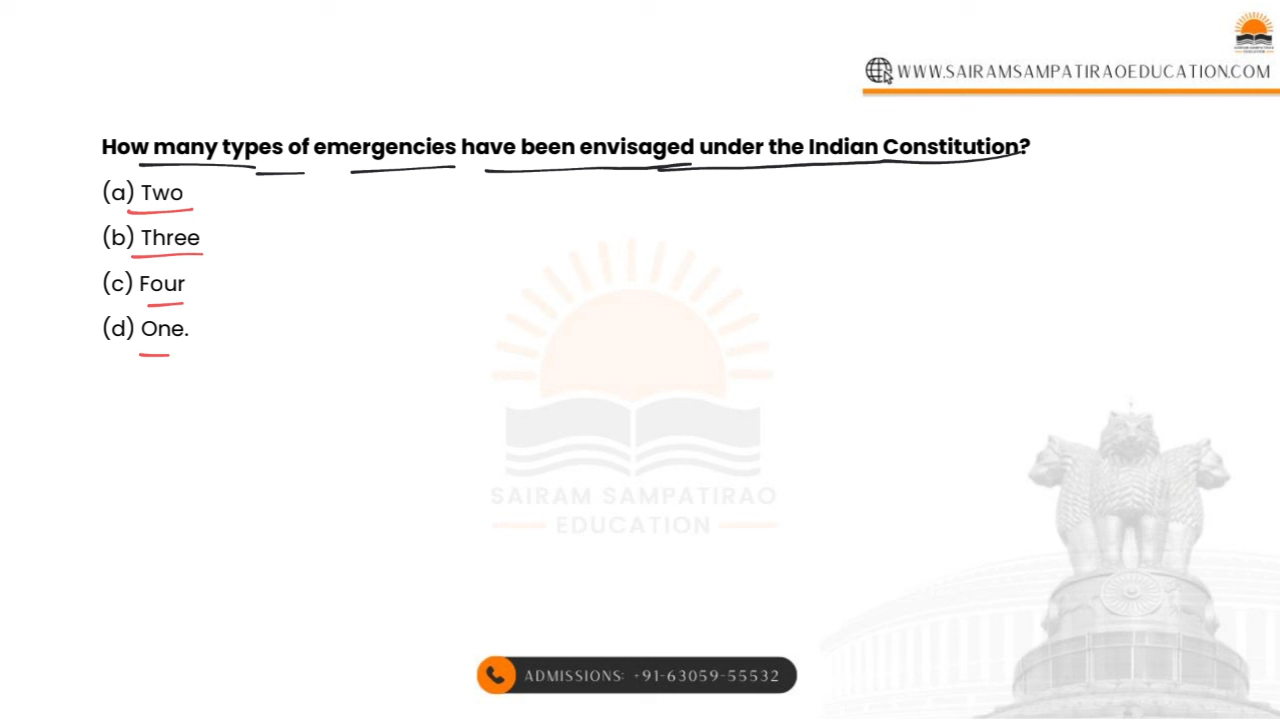 WWW.SAIRAMSAMPATIRAOEDUCATION.COM
How many types of emergencies have been envisaged under the Indian Constitution?
(a) Two
(b) Three
(c) Four
(d) One.
SAIRAM SAMPATIRAO
EDUCATION
ADMISSIONS: +91-63059-55532